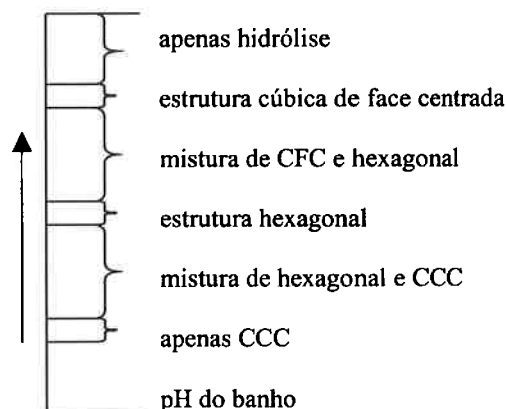 apenas hidrólise
estrutura cúbica de face centrada
mistura de CFC e hexagonal
estrutura hexagonal
mistura de hexagonal e CCC
apenas CCC
pH do banho